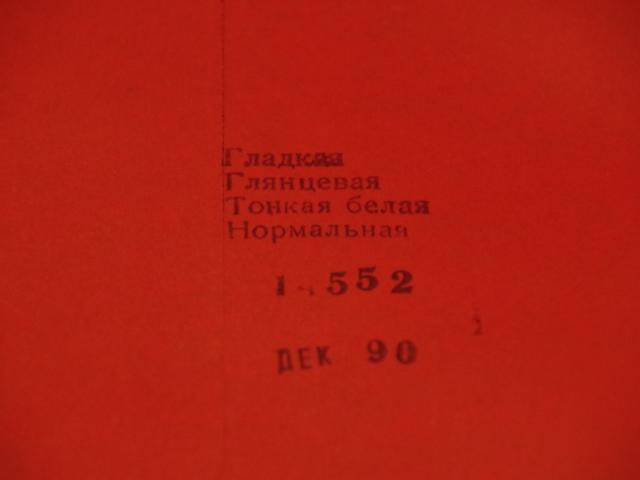 Гладкая
Глянцевая
Тонкая белая
Нормальная
552
ДЕК 90